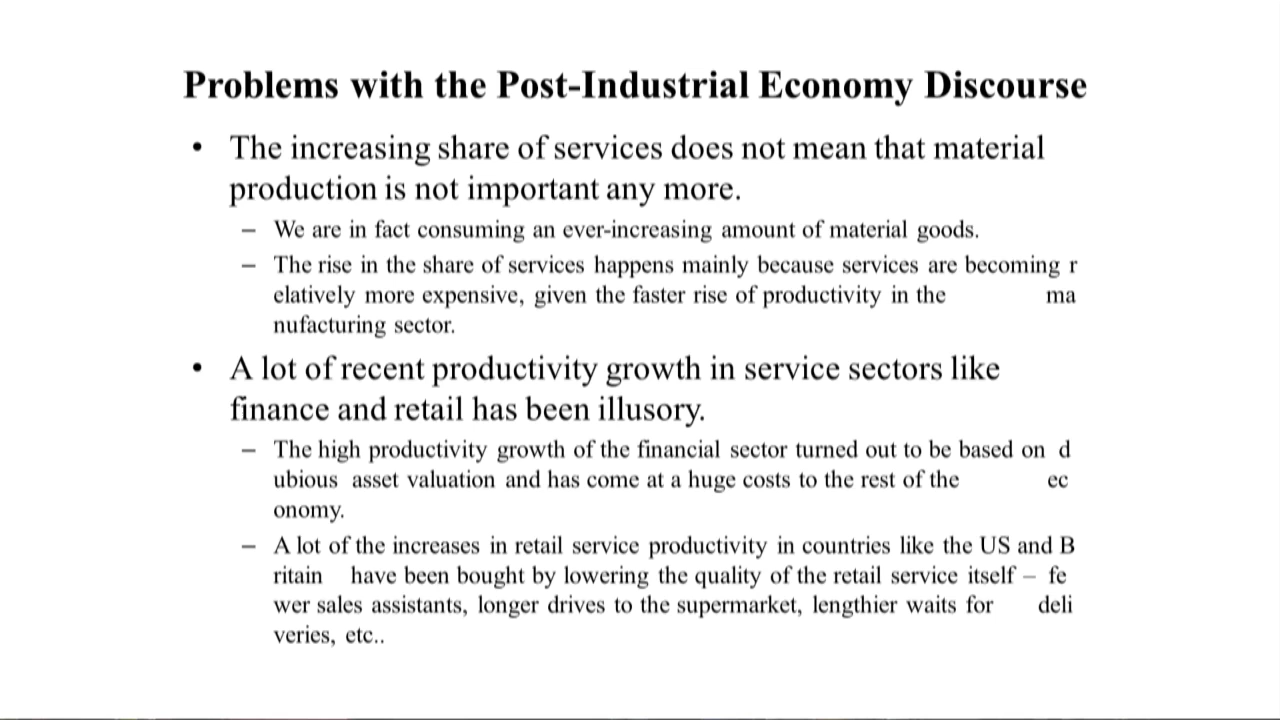 Problems with the Post-Industrial Economy Discourse
• The increasing share of services does not mean that material
production is not important any more.
– We are in fact consuming an ever-increasing amount of material goods.
– The rise in the share of services happens mainly because services are becoming r
elatively more expensive, given the faster rise of productivity in the ma
nufacturing sector.
• A lot of recent productivity growth in service sectors like
finance and retail has been illusory.
– The high productivity growth of the financial sector turned out to be based on d
ubious asset valuation and has come at a huge costs to the rest of the ec
onomy.
– A lot of the increases in retail service productivity in countries like the US and B
ritain have been bought by lowering the quality of the retail service itself – fe
wer sales assistants, longer drives to the supermarket, lengthier waits for deli
veries, etc..